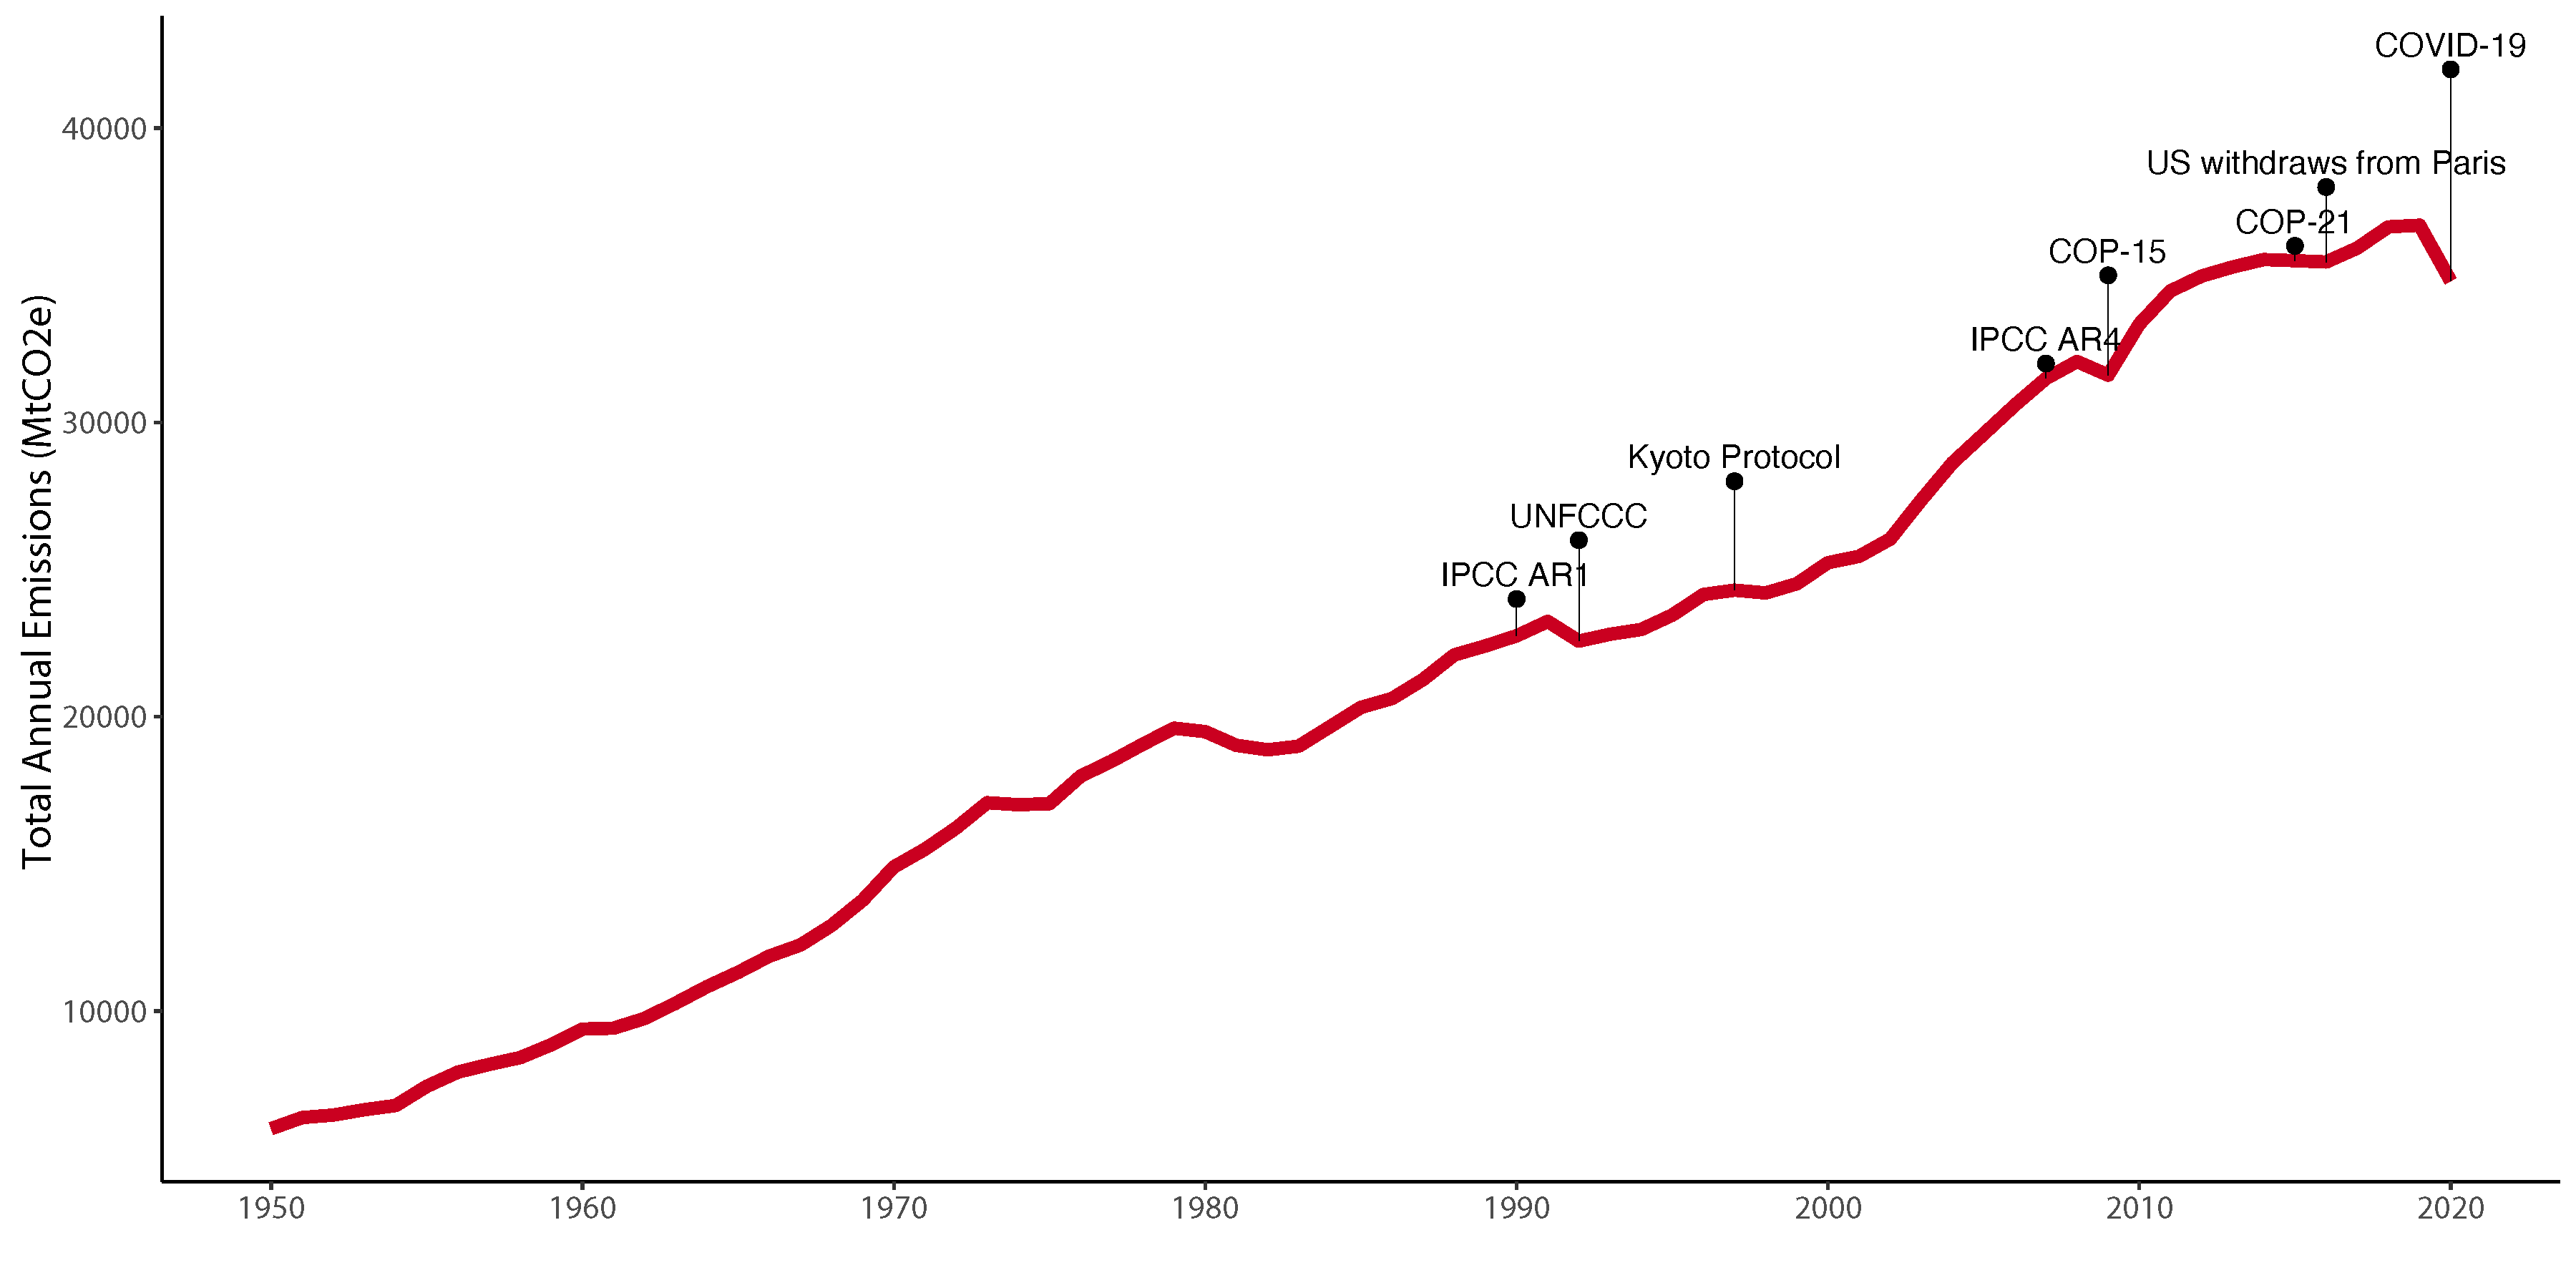 COVID-19
40000
US withdraws from Paris
COP-21
COP-15
IPCC AR4
30000
Kyoto Protocol
UNFCCC
IPCC AR1
20000
10000
Total Annual Emissions (MtCO2e)
1950 1960 1970 1980 1990 2000 2010 2020